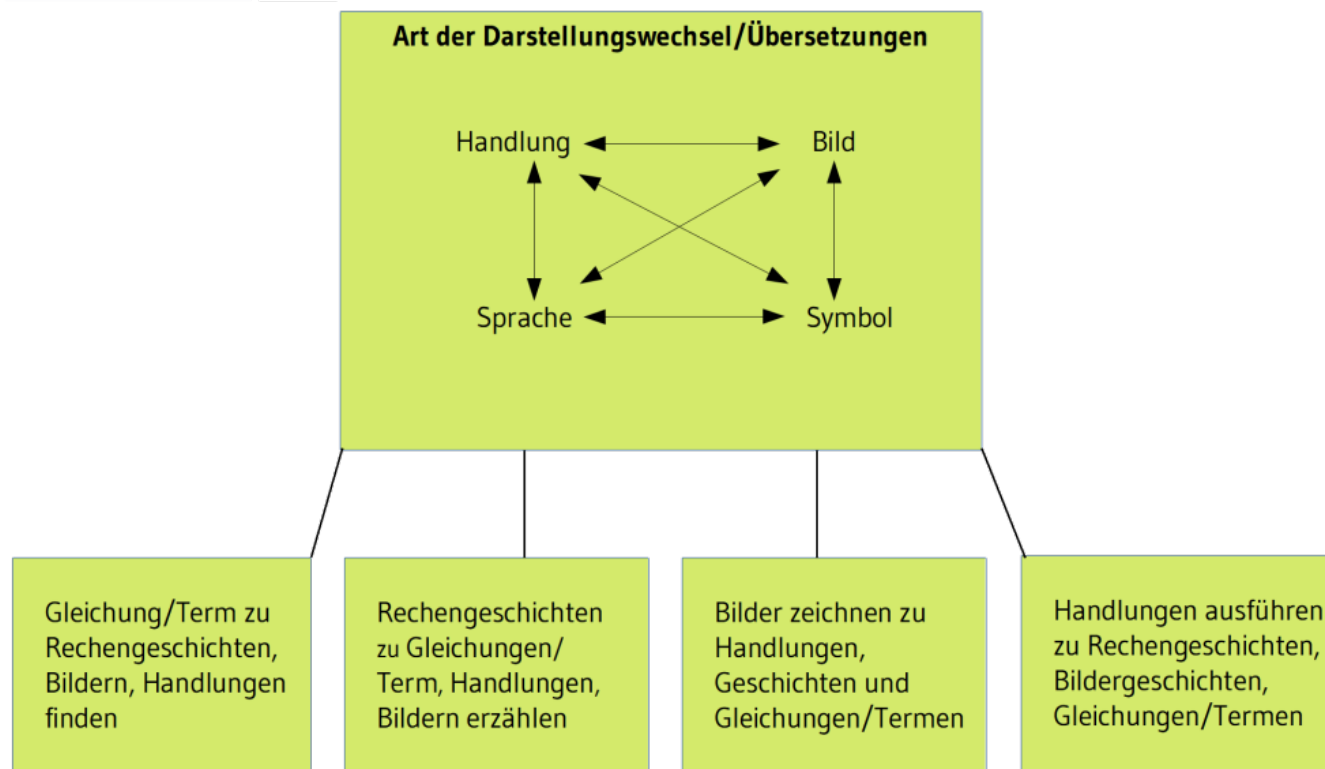 Art der Darstellungswechsel/Übersetzungen
Handlung
Bild
Sprache
Symbol
Gleichung/Term zu
Rechengeschichten,
Bildern, Handlungen
finden
Rechengeschichten
zu Gleichungen/
Term, Handlungen,
Bildern erzählen
Bilder zeichnen zu
Handlungen,
Geschichten und
Gleichungen/Termen
Handlungen ausführen
zu Rechengeschichten,
Bildergeschichten,
Gleichungen/Termen